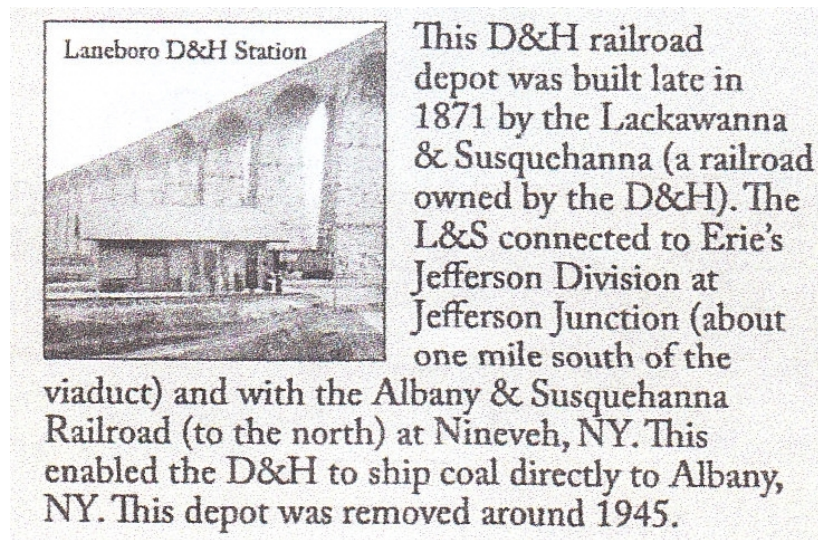 Laneboro D&H Station
This D&H railroad
depot was built late in
1871 by the Lackawanna
& Susquehanna (a railroad
owned by the D&H). The
L&S connected to Erie's
Jefferson Division at
Jefferson Junction (about
one mile south of the
viaduct) and with the Albany & Susquehanna
Railroad (to the north) at Nineveh, NY. This
enabled the D&H to ship coal directly to Albany,
NY. This depot was removed around 1945.